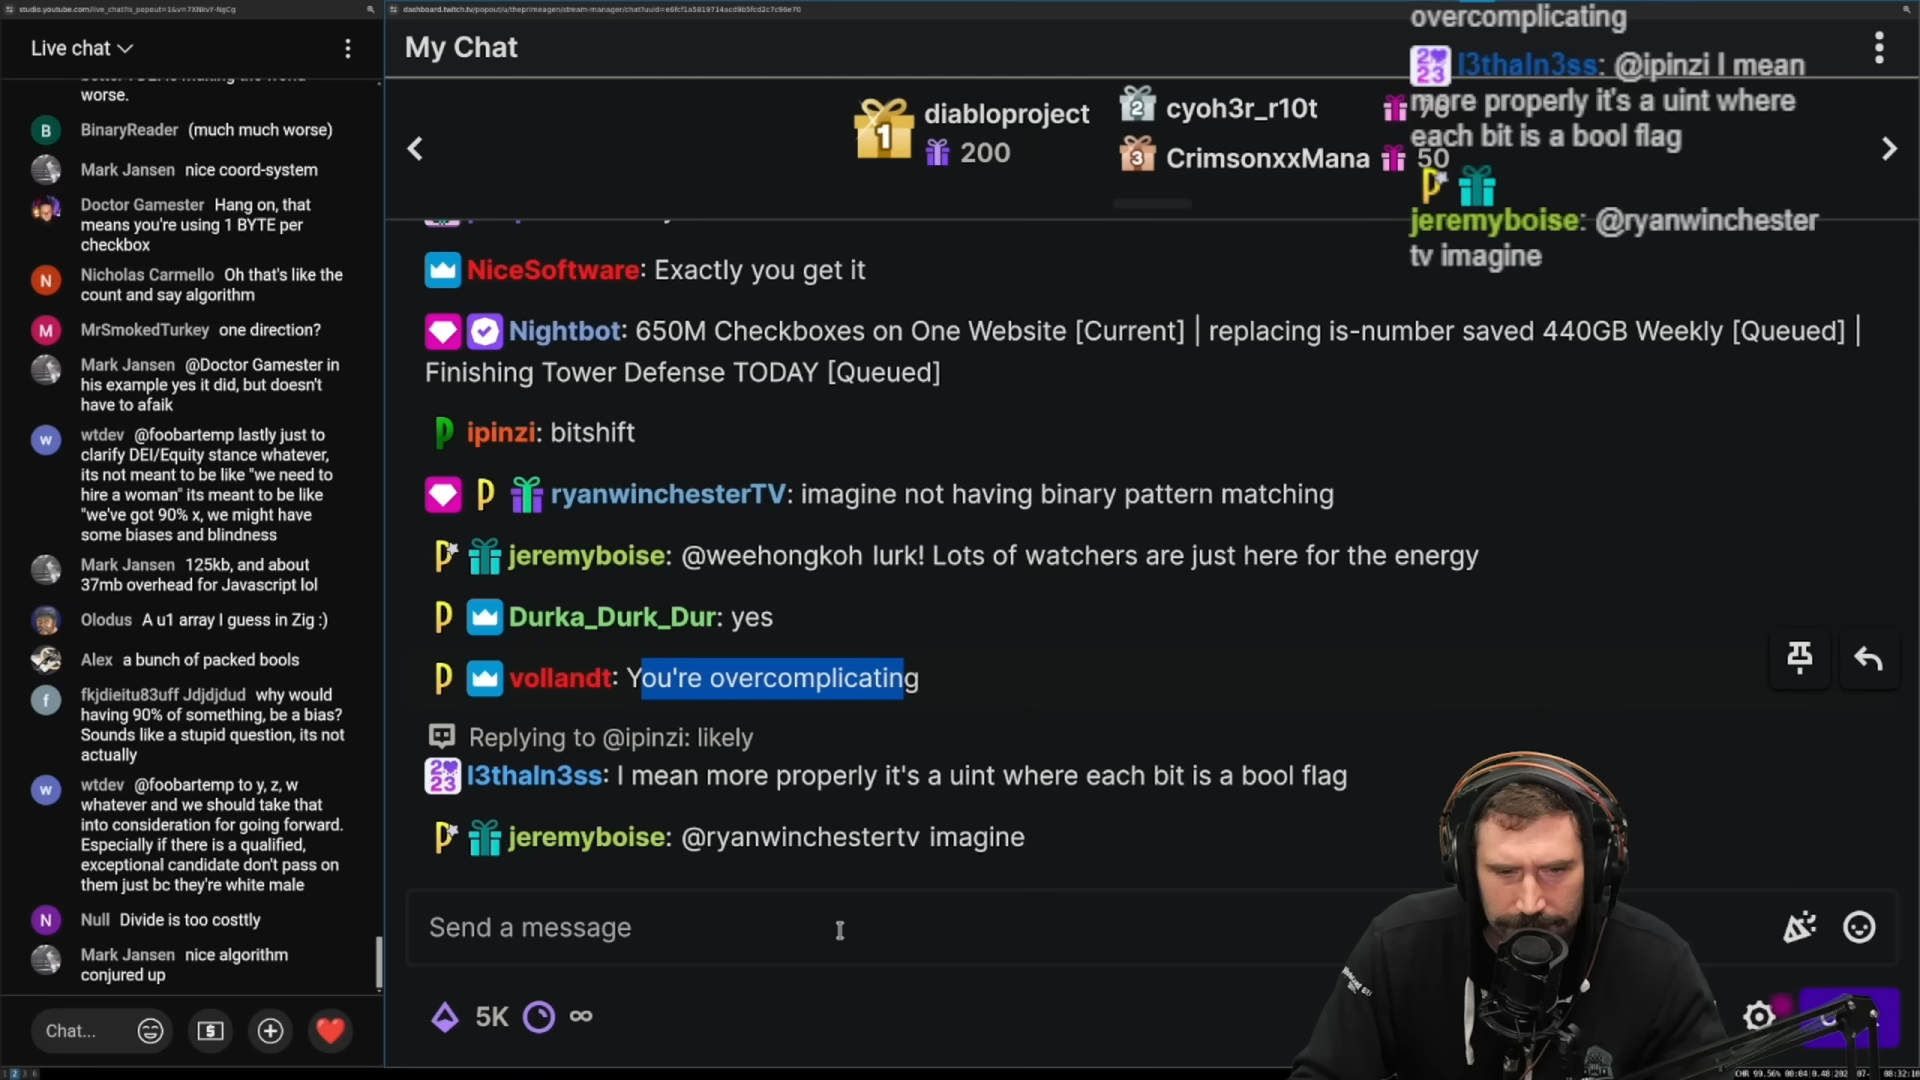 studio.youtube.com/live_chat?is_popout=1&v=7XNkvY-NgCg
Live chat
worse.
B BinaryReader (much much worse)
Mark Jansen nice coord-system
Doctor Gamester Hang on, that
means you're using 1 BYTE per
checkbox
N Nicholas Carmello Oh that's like the
count and say algorithm
M MrSmokedTurkey one direction?
Mark Jansen @Doctor Gamester in
his example yes it did, but doesn't
have to afaik
w wtdev @foobartemp lastly just to
clarify DEI/Equity stance whatever,
its not meant to be like "we need to
hire a woman" its meant to be like
"we've got 90% x, we might have
some biases and blindness
Mark Jansen 125kb, and about
37mb overhead for Javascript lol
Olodus A u1 array I guess in Zig :)
Alex a bunch of packed bools
f fkjdieitu83uff Jdjdjdud why would
having 90% of something, be a bias?
Sounds like a stupid question, its not
actually
w wtdev @foobartemp to y, z, w
whatever and we should take that
into consideration for going forward.
Especially if there is a qualified,
exceptional candidate don't pass on
them just bc they're white male
N Null Divide is too costtly
Mark Jansen nice algorithm
conjured up
Chat...
My Chat
1 diabloproject
200
2 cyoh3r_r10t
3 CrimsonxxMana 50
NiceSoftware: Exactly you get it
Nightbot: 650M Checkboxes on One Website [Current] | replacing is-number saved 440GB Weekly [Queued] |
Finishing Tower Defense TODAY [Queued]
ipinzi: bitshift
ryanwinchesterTV: imagine not having binary pattern matching
jeremyboise: @weehongkoh lurk! Lots of watchers are just here for the energy
Durka_Durk_Dur: yes
vollandt: You're overcomplicating
Replying to @ipinzi: likely
2023 l3thaln3ss: I mean more properly it's a uint where each bit is a bool flag
jeremyboise: @ryanwinchestertv imagine
Send a message
5K ∞
overcomplicating
2023 l3thaln3ss: @ipinzi I mean
more properly it's a uint where
each bit is a bool flag
jeremyboise: @ryanwinchester
tv imagine